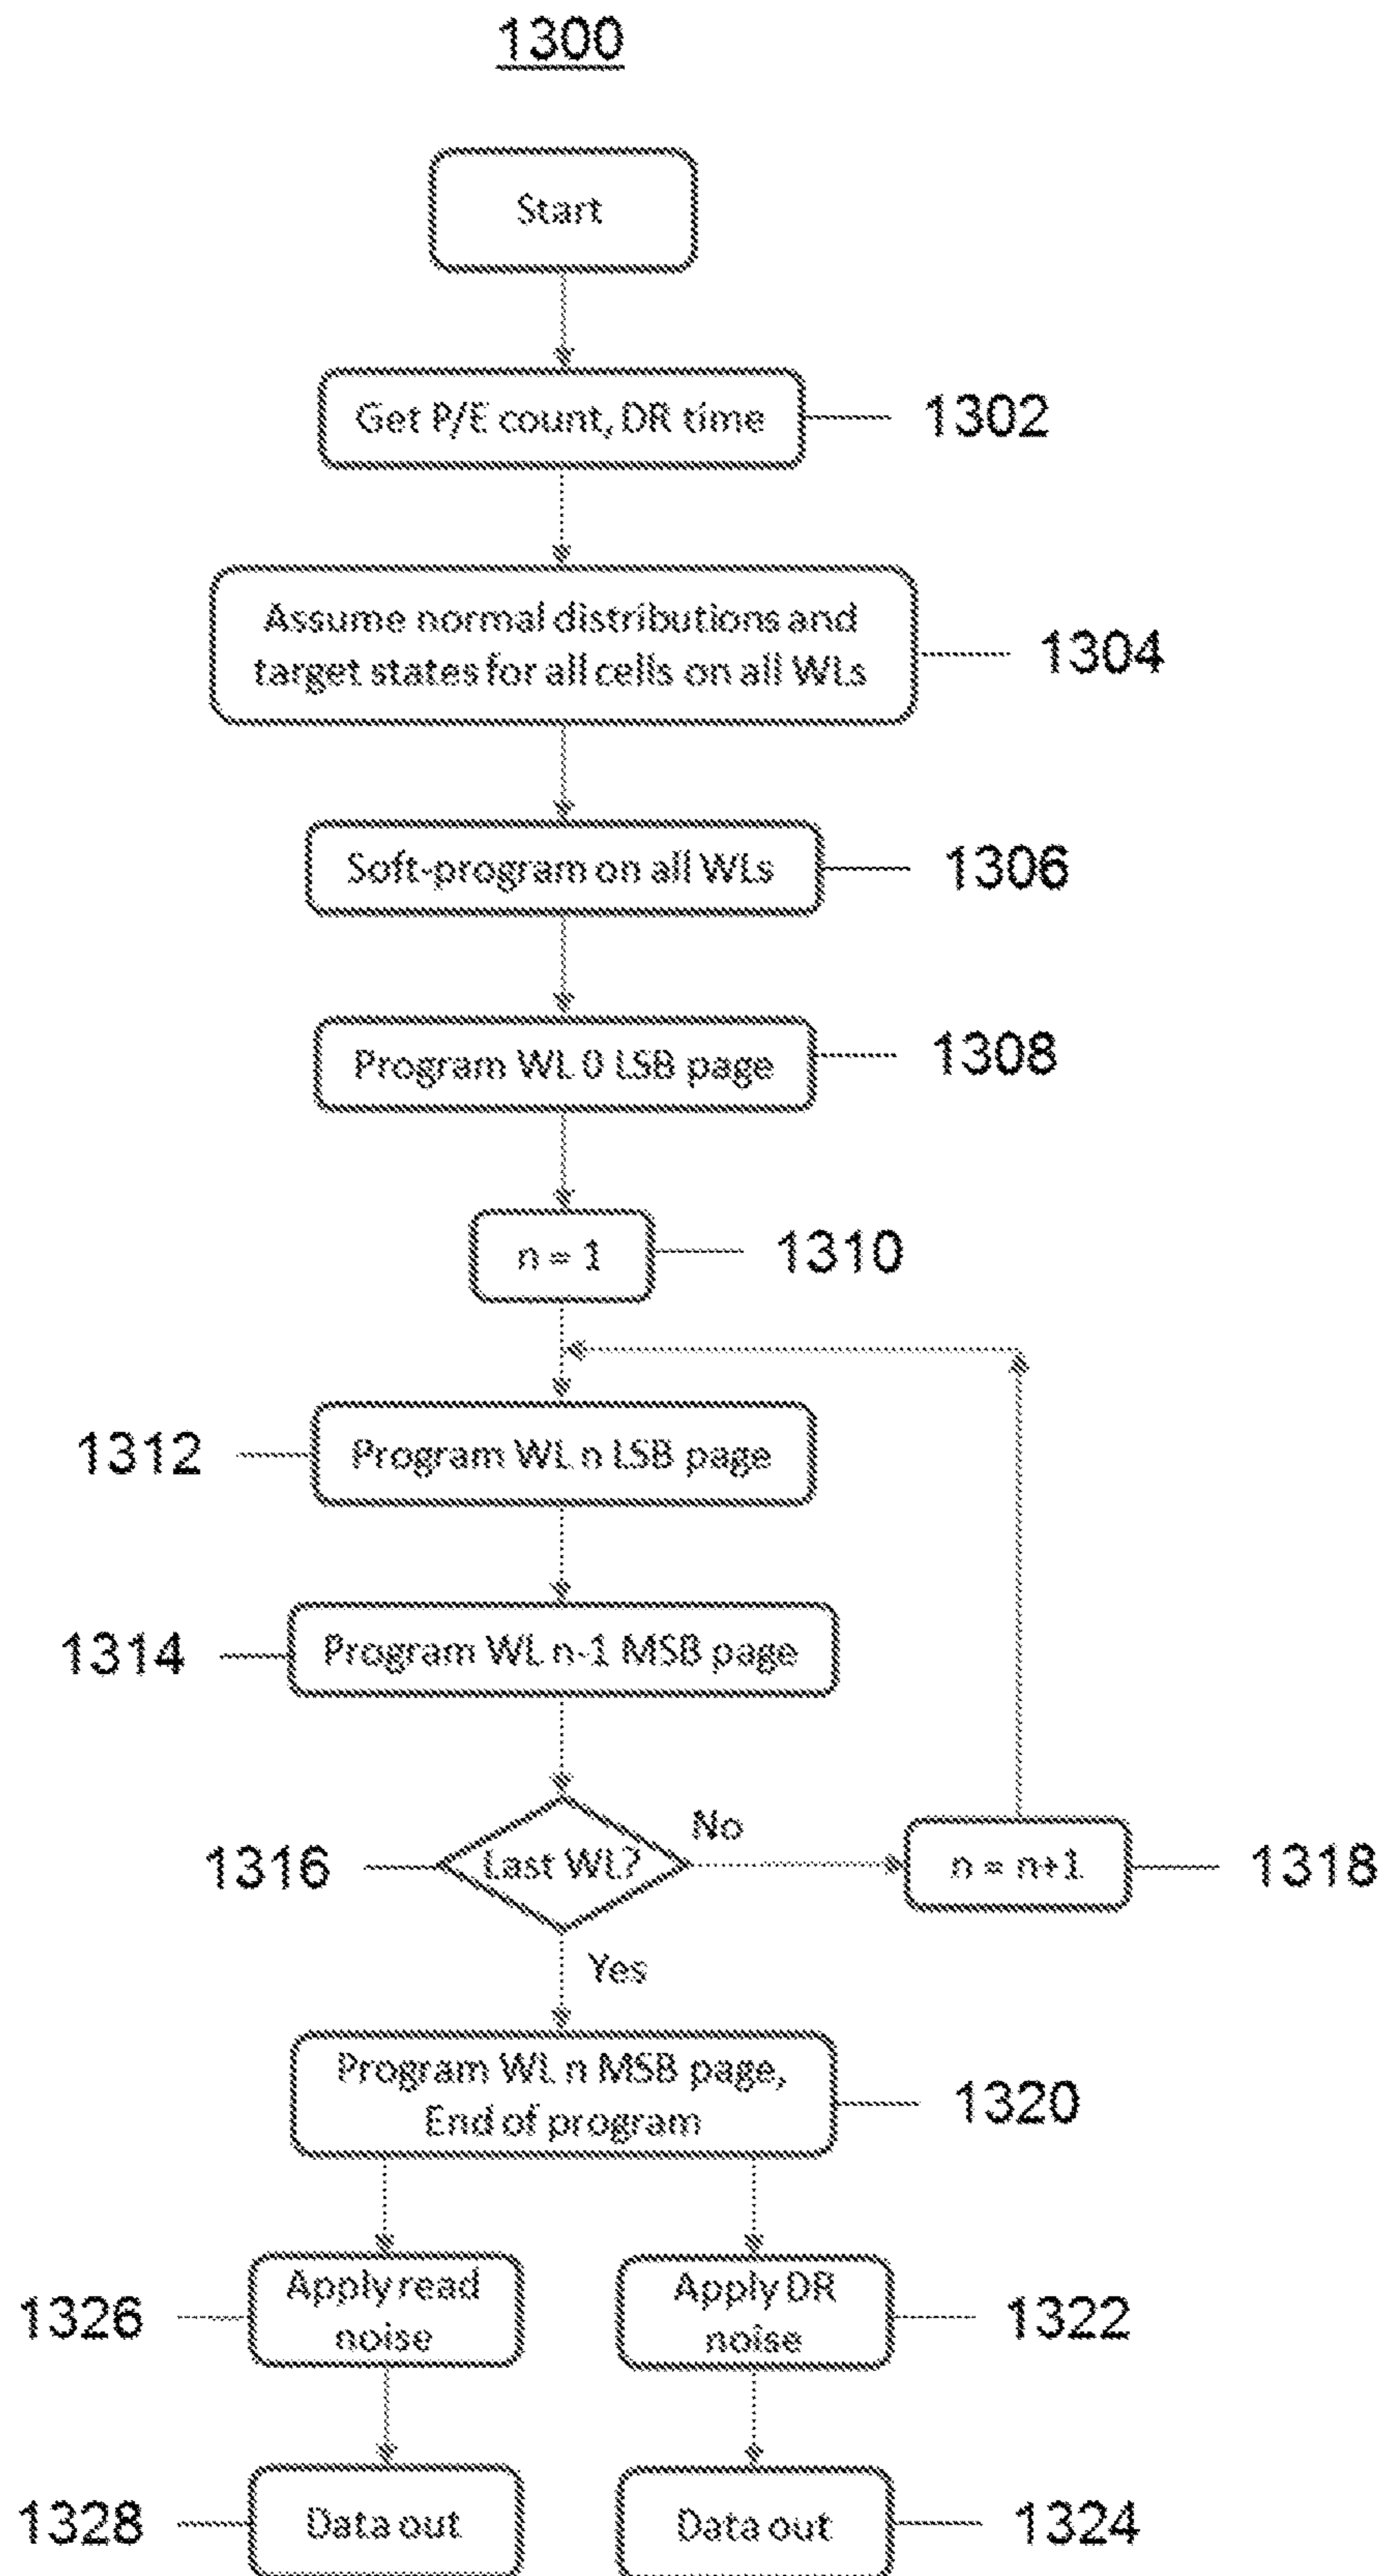 1300
Start
Get P/E count, DR time
1302
Assume normal distributions and
target states for all cells on all WLs
1304
Soft-program on all WLs
1306
Program WL 0 LSB page
1308
n = 1
1310
1312
Program WL n LSB page
1314
Program WL n-1 MSB page
1316
Last WL?
No
n = n+1
1318
Yes
Program WL n MSB page,
End of program
1320
1326
Apply read
noise
Apply DR
noise
1322
1328
Data out
Data out
1324